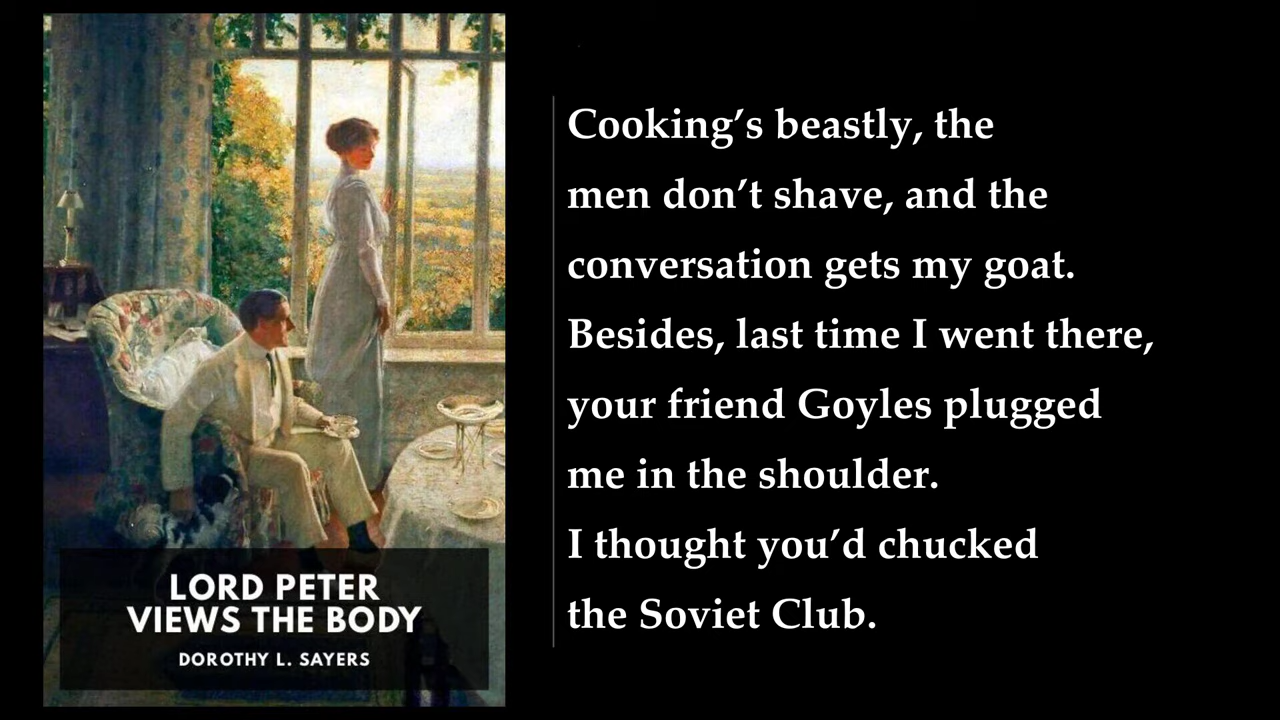 LORD PETER
VIEWS THE BODY
DOROTHY L. SAYERS
Cooking’s beastly, the
men don’t shave, and the
conversation gets my goat.
Besides, last time I went there,
your friend Goyles plugged
me in the shoulder.
I thought you’d chucked
the Soviet Club.